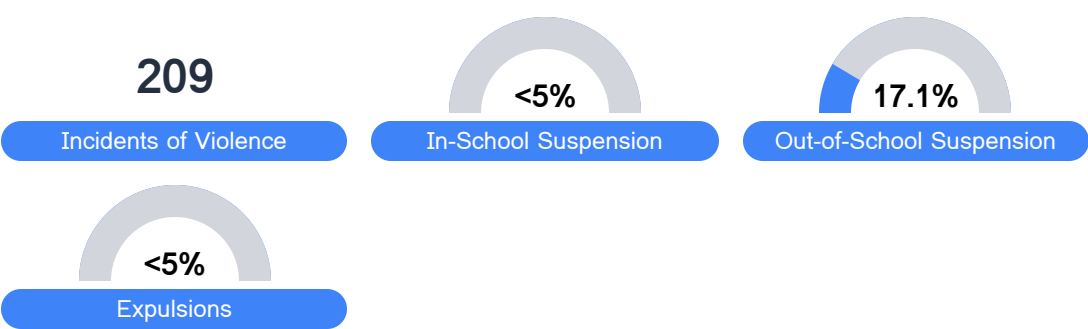 209
Incidents of Violence
<5%
In-School Suspension
17.1%
Out-of-School Suspension
<5%
Expulsions